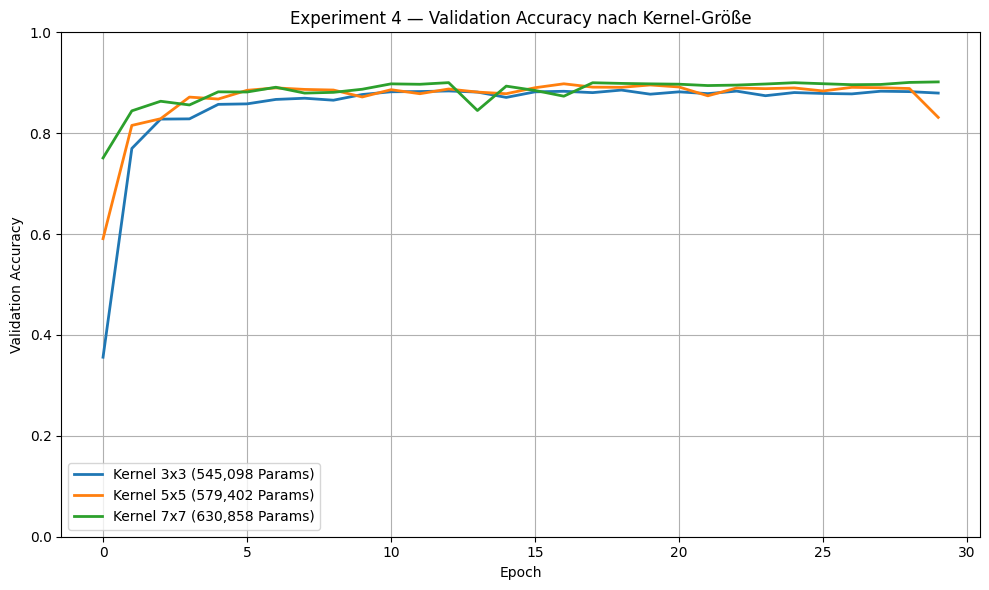 Experiment 4 — Validation Accuracy nach Kernel-Größe
Validation Accuracy
1.0
0.8
0.6
0.4
0.2
0.0
Kernel 3x3 (545,098 Params)
Kernel 5x5 (579,402 Params)
Kernel 7x7 (630,858 Params)
0 5 10 15 20 25 30
Epoch